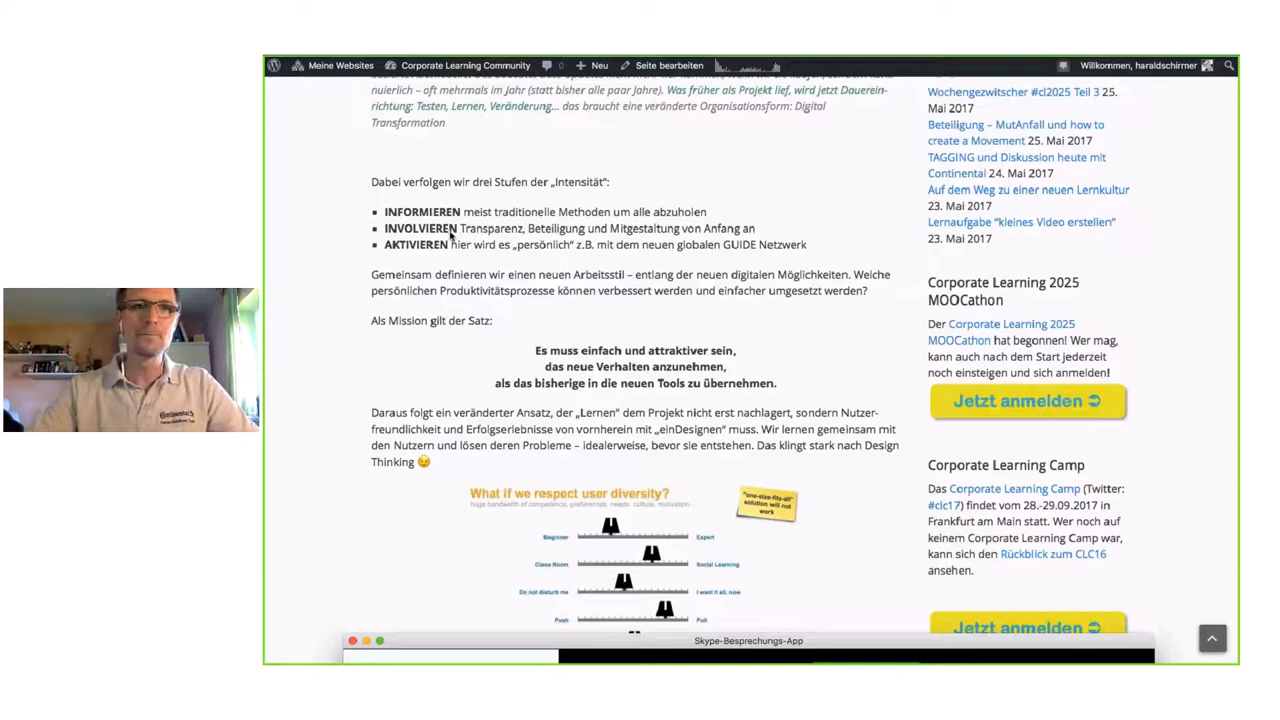 Meine Websites Corporate Learning Community 0 Neu Seite bearbeiten Willkommen, haraldschirmer
nuierlich – oft mehrmals im Jahr (statt bisher alle paar Jahre). Was früher als Projekt lief, wird jetzt Dauerein-
richtung: Testen, Lernen, Veränderung… das braucht eine veränderte Organisationsform: Digital
Transformation
Dabei verfolgen wir drei Stufen der „Intensität":
▪ INFORMIEREN meist traditionelle Methoden um alle abzuholen
▪ INVOLVIEREN Transparenz, Beteiligung und Mitgestaltung von Anfang an
▪ AKTIVIEREN hier wird es „persönlich" z.B. mit dem neuen globalen GUIDE Netzwerk
Gemeinsam definieren wir einen neuen Arbeitsstil – entlang der neuen digitalen Möglichkeiten. Welche
persönlichen Produktivitätsprozesse können verbessert werden und einfacher umgesetzt werden?
Als Mission gilt der Satz:
Es muss einfach und attraktiver sein,
das neue Verhalten anzunehmen,
als das bisherige in die neuen Tools zu übernehmen.
Daraus folgt ein veränderter Ansatz, der „Lernen" dem Projekt nicht erst nachlagert, sondern Nutzer-
freundlichkeit und Erfolgserlebnisse von vornherein mit „einDesignen" muss. Wir lernen gemeinsam mit
den Nutzern und lösen deren Probleme – idealerweise, bevor sie entstehen. Das klingt stark nach Design
Thinking 😉
What if we respect user diversity?
huge bandwidth of competence, preferences, needs, culture, motivation.
"one-size-fits-all"
solution will not
work
Beginner Expert
Class Room Social Learning
Do not disturb me I want it all, now
Push Pull
Wochengezwitscher #cl2025 Teil 3 25.
Mai 2017
Beteiligung – MutAnfall und how to
create a Movement 25. Mai 2017
TAGGING und Diskussion heute mit
Continental 24. Mai 2017
Auf dem Weg zu einer neuen Lernkultur
23. Mai 2017
Lernaufgabe "kleines Video erstellen"
23. Mai 2017
Corporate Learning 2025
MOOCathon
Der Corporate Learning 2025
MOOCathon hat begonnen! Wer mag,
kann auch nach dem Start jederzeit
noch einsteigen und sich anmelden!
Jetzt anmelden
Corporate Learning Camp
Das Corporate Learning Camp (Twitter:
#clc17) findet vom 28.-29.09.2017 in
Frankfurt am Main statt. Wer noch auf
keinem Corporate Learning Camp war,
kann sich den Rückblick zum CLC16
ansehen.
Jetzt anmelden
Skype-Besprechungs-App
Continental